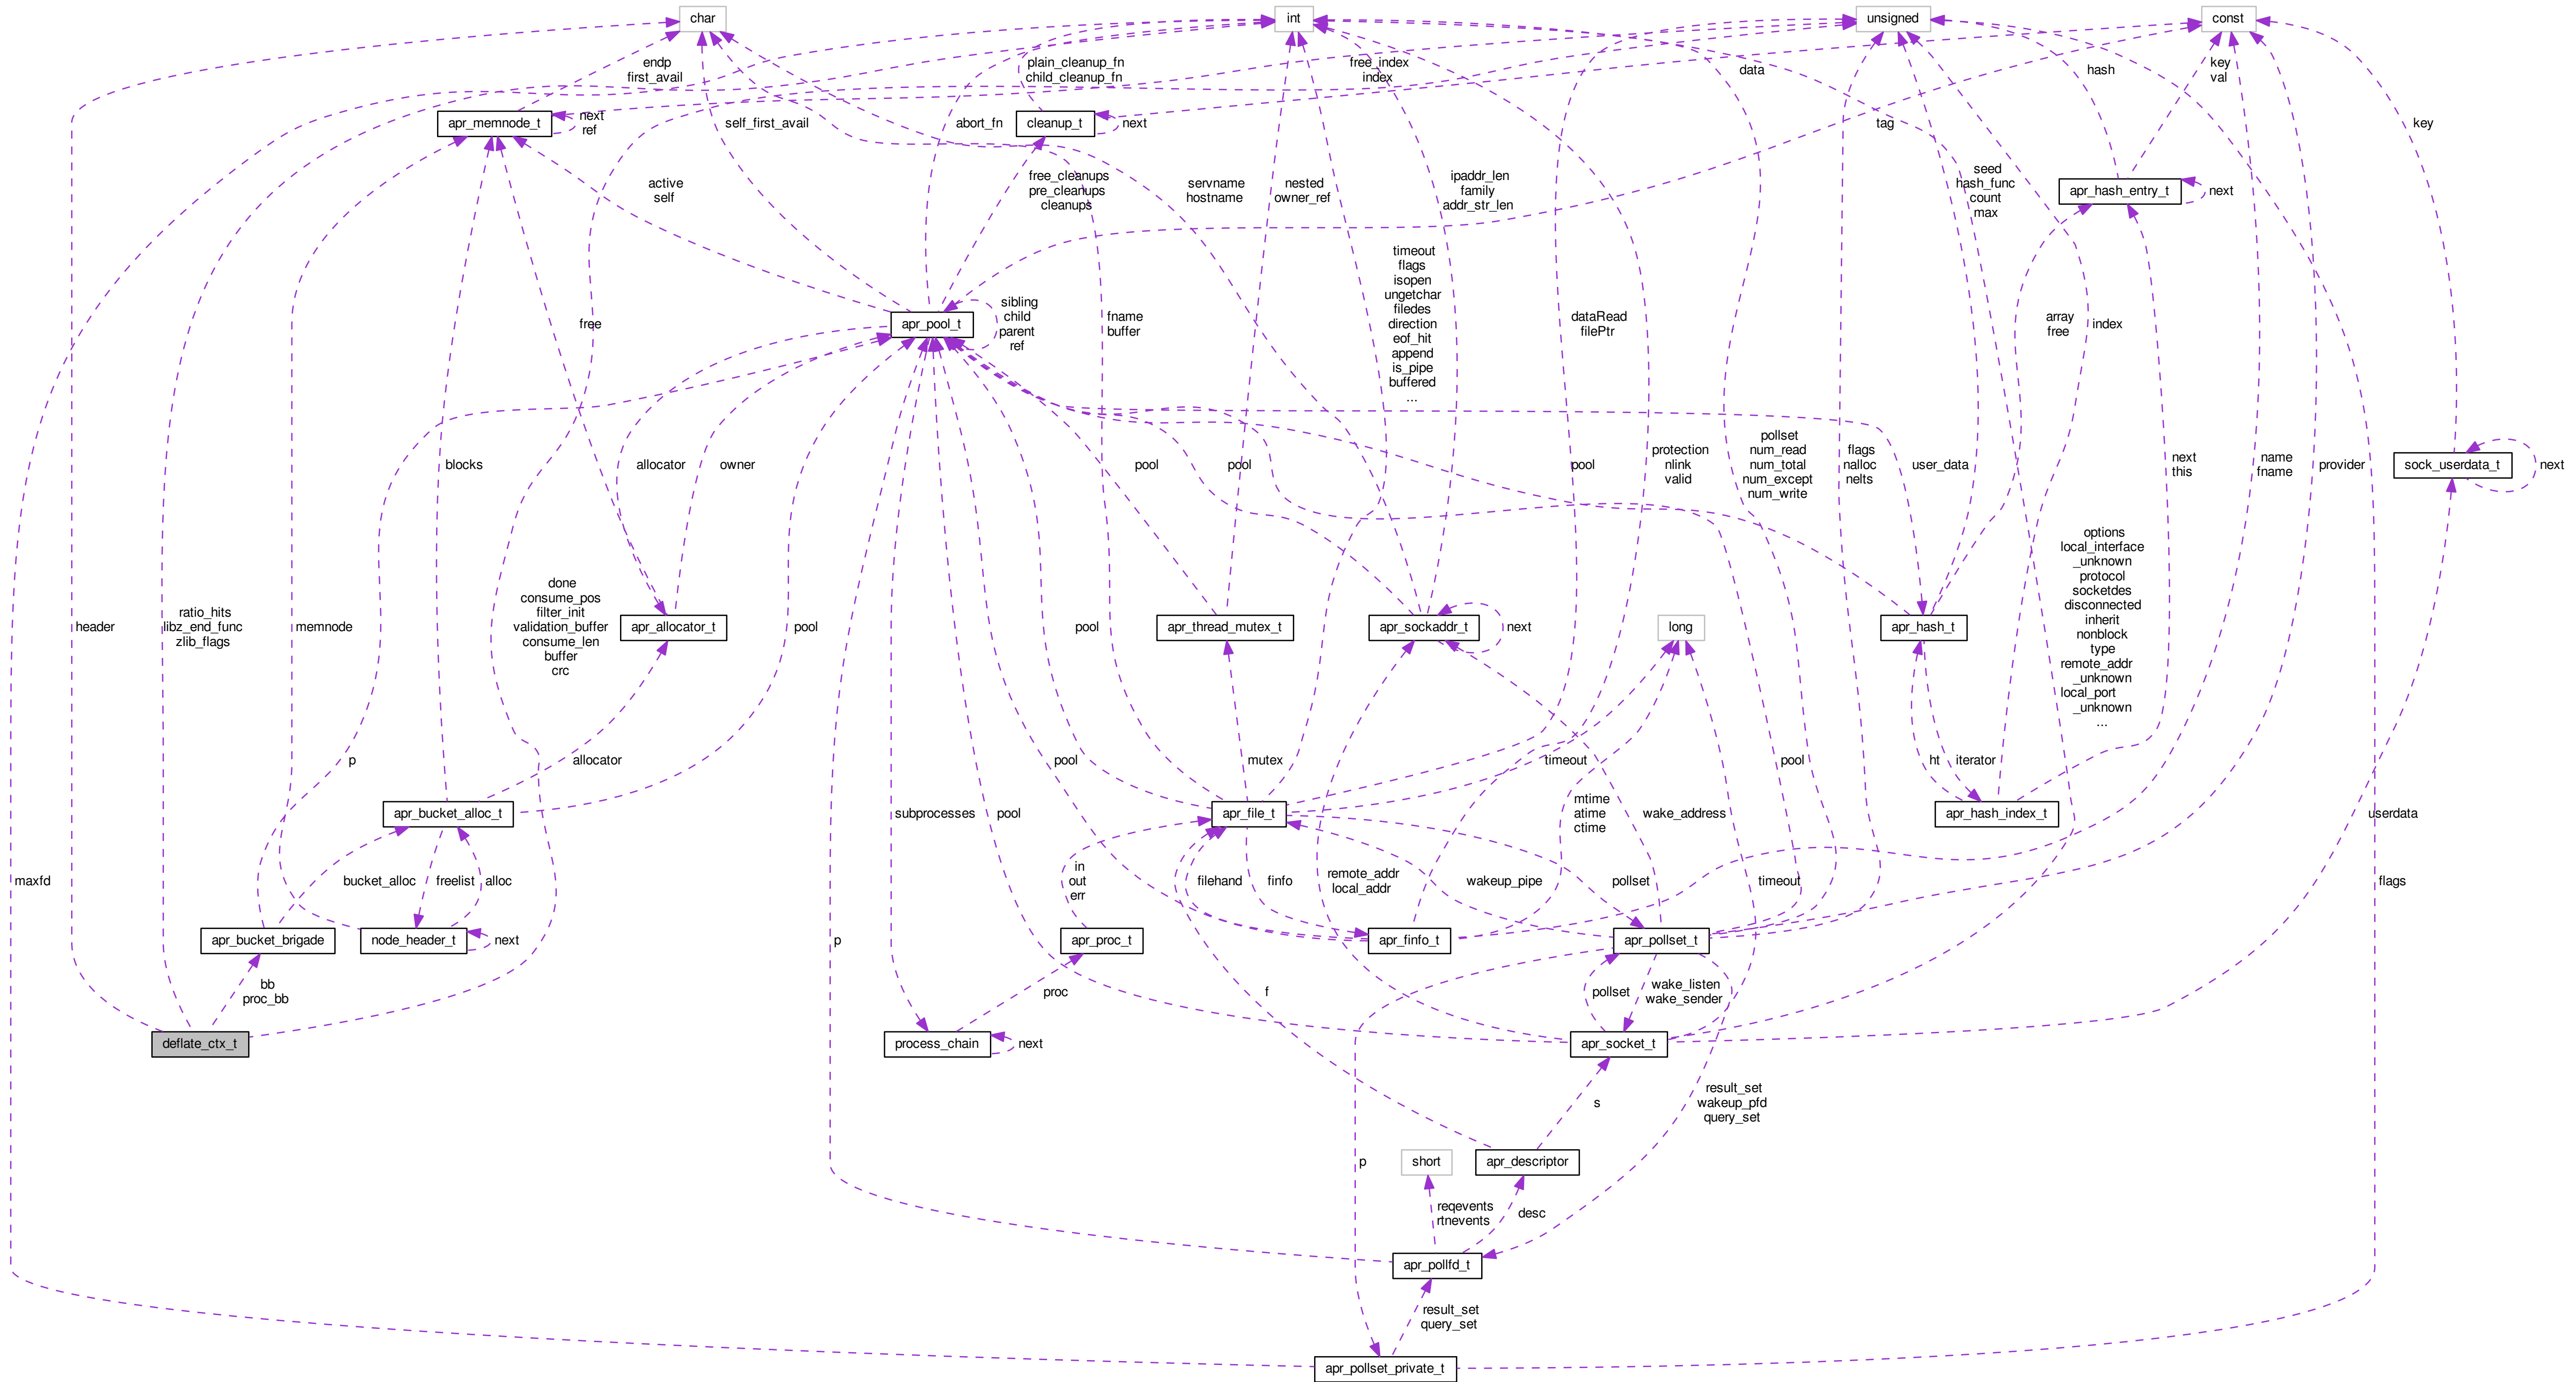 char
int
unsigned
const
endp
first_avail
plain_cleanup_fn
child_cleanup_fn
free_index
index
data
hash
key
val
apr_memnode_t
next
ref
self_first_avail
abort_fn
cleanup_t
next
tag
key
seed
hash_func
count
max
apr_hash_entry_t
next
active
self
free_cleanups
pre_cleanups
cleanups
servname
hostname
nested
owner_ref
ipaddr_len
family
addr_str_len
timeout
flags
isopen
ungetchar
filedes
direction
eof_hit
append
is_pipe
buffered
...
free
apr_pool_t
sibling
child
parent
ref
fname
buffer
dataRead
filePtr
array
free
index
blocks
allocator
owner
pool
pool
pool
protection
nlink
valid
pollset
num_read
num_total
num_except
num_write
flags
nalloc
nelts
user_data
next
this
name
fname
provider
sock_userdata_t
next
header
ratio_hits
libz_end_func
zlib_flags
memnode
done
consume_pos
filter_init
validation_buffer
consume_len
buffer
crc
apr_allocator_t
pool
pool
apr_thread_mutex_t
apr_sockaddr_t
next
long
apr_hash_t
options
local_interface
_unknown
protocol
socketdes
disconnected
inherit
nonblock
type
remote_addr
_unknown
local_port
_unknown
...
p
allocator
pool
mutex
timeout
pool
ht
iterator
apr_bucket_alloc_t
subprocesses
pool
apr_file_t
mtime
atime
ctime
wake_address
apr_hash_index_t
userdata
maxfd
bucket_alloc
freelist
alloc
in
out
err
filehand
finfo
remote_addr
local_addr
wakeup_pipe
pollset
timeout
flags
apr_bucket_brigade
node_header_t
next
p
apr_proc_t
apr_finfo_t
apr_pollset_t
bb
proc_bb
proc
f
pollset
wake_listen
wake_sender
deflate_ctx_t
process_chain
next
apr_socket_t
s
result_set
wakeup_pfd
query_set
p
short
apr_descriptor
reqevents
rtnevents
desc
apr_pollfd_t
result_set
query_set
apr_pollset_private_t